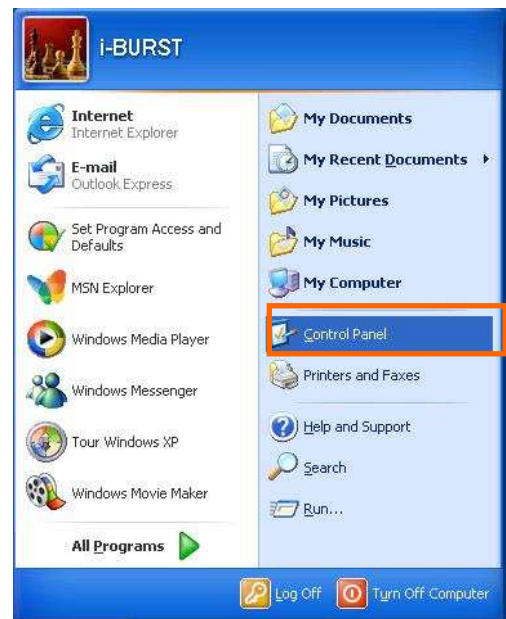 i-BURST
Internet
Internet Explorer
E-mail
Outlook Express
Set Program Access and
Defaults
MSN Explorer
Windows Media Player
Windows Messenger
Tour Windows XP
Windows Movie Maker
All Programs
My Documents
My Recent Documents
My Pictures
My Music
My Computer
Control Panel
Printers and Faxes
Help and Support
Search
Run...
Log Off
Turn Off Computer